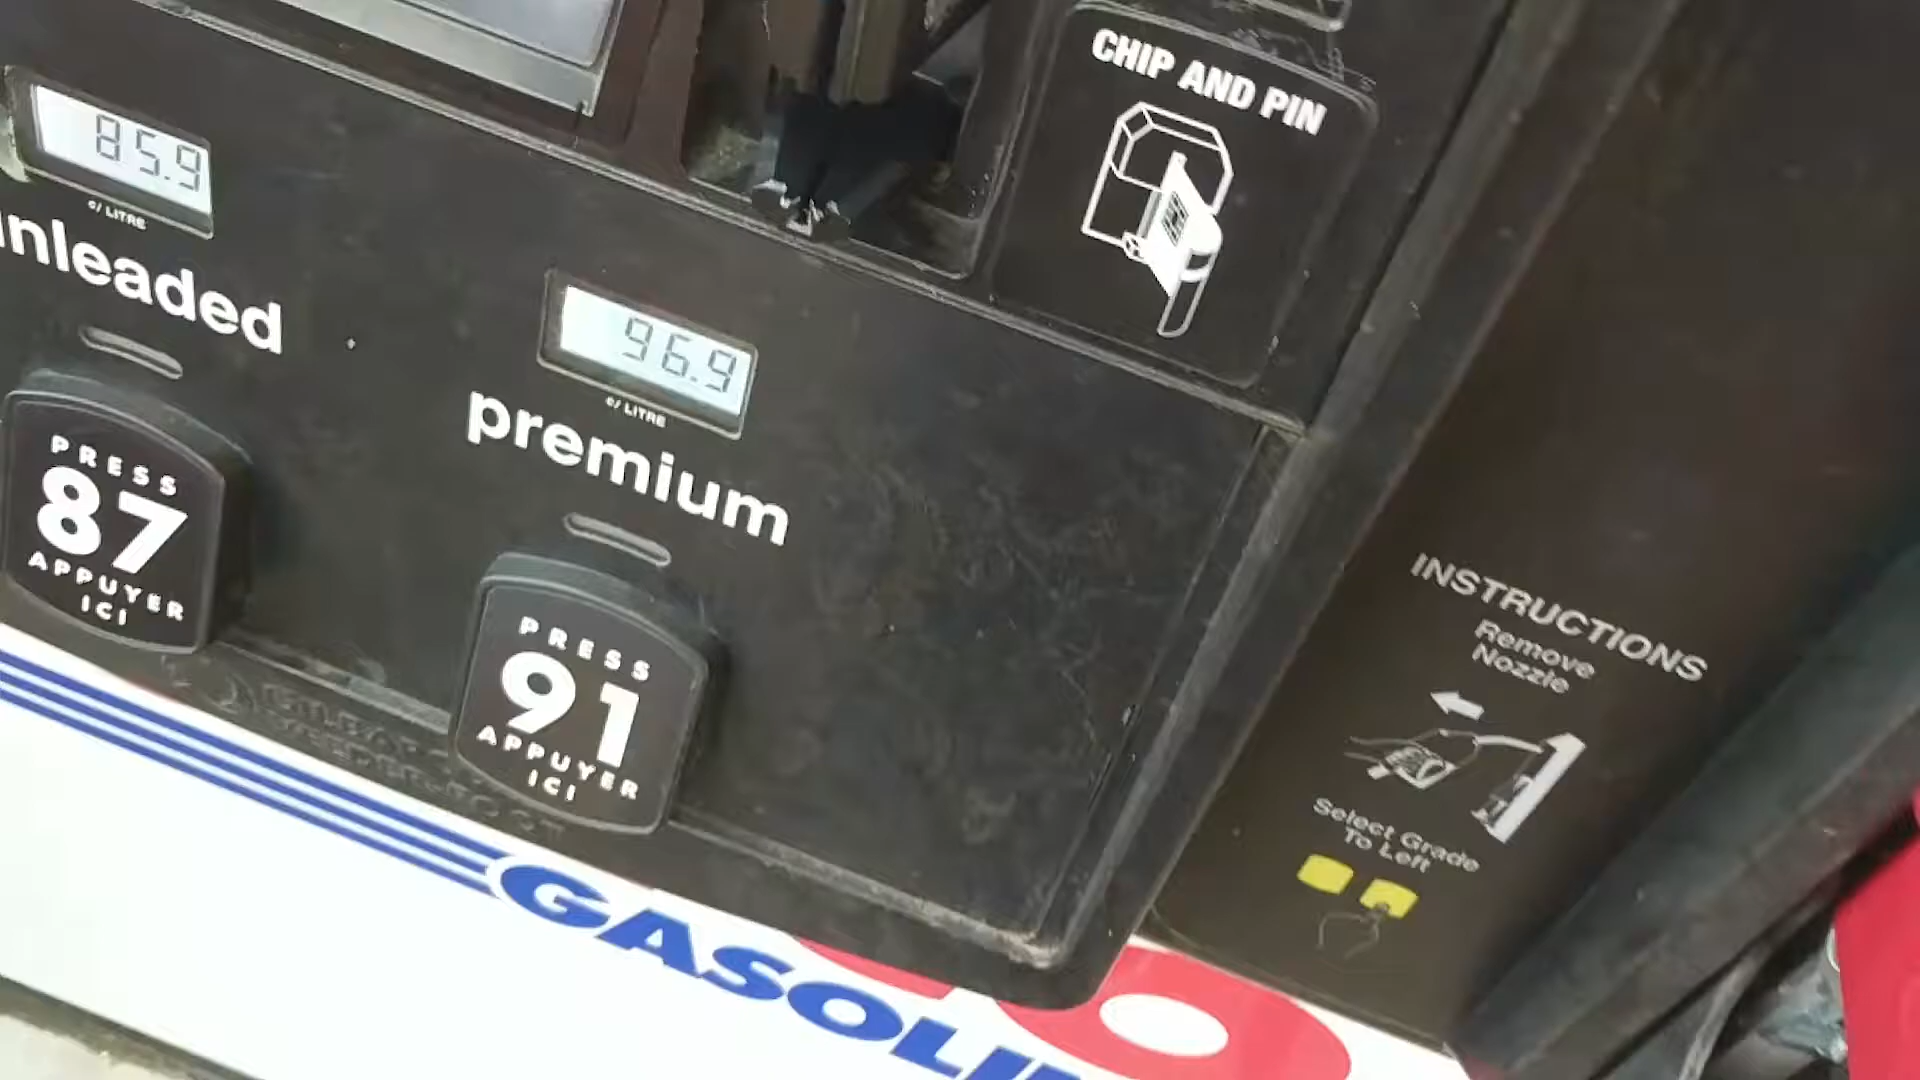 CHIP AND PIN
85.9
c/ LITRE
nleaded
96.9
c/ LITRE
premium
PRESS
87
APPUYER
ICI
PRESS
91
APPUYER
ICI
INSTRUCTIONS
Remove
Nozzle
Select Grade
To Left
GASOLIN